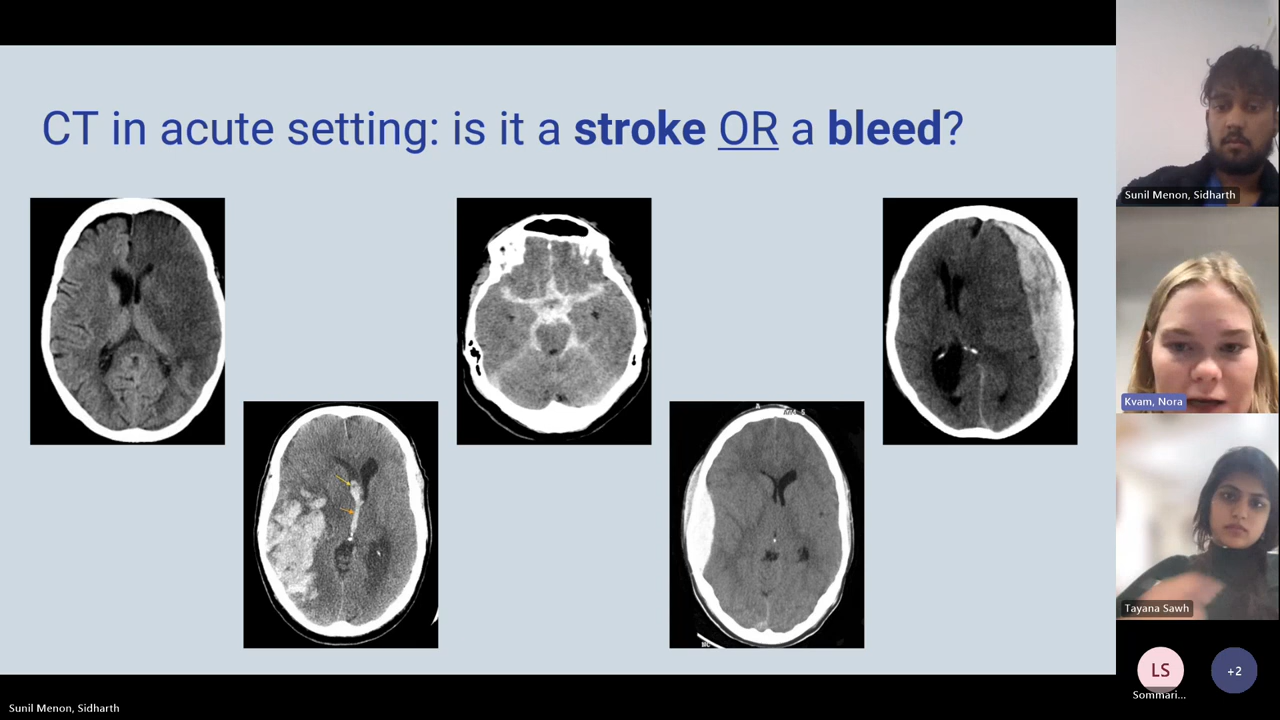 CT in acute setting: is it a stroke OR a bleed?
Sunil Menon, Sidharth
Kvam, Nora
Tayana Sawh
LS
Sommari...
+2
Sunil Menon, Sidharth